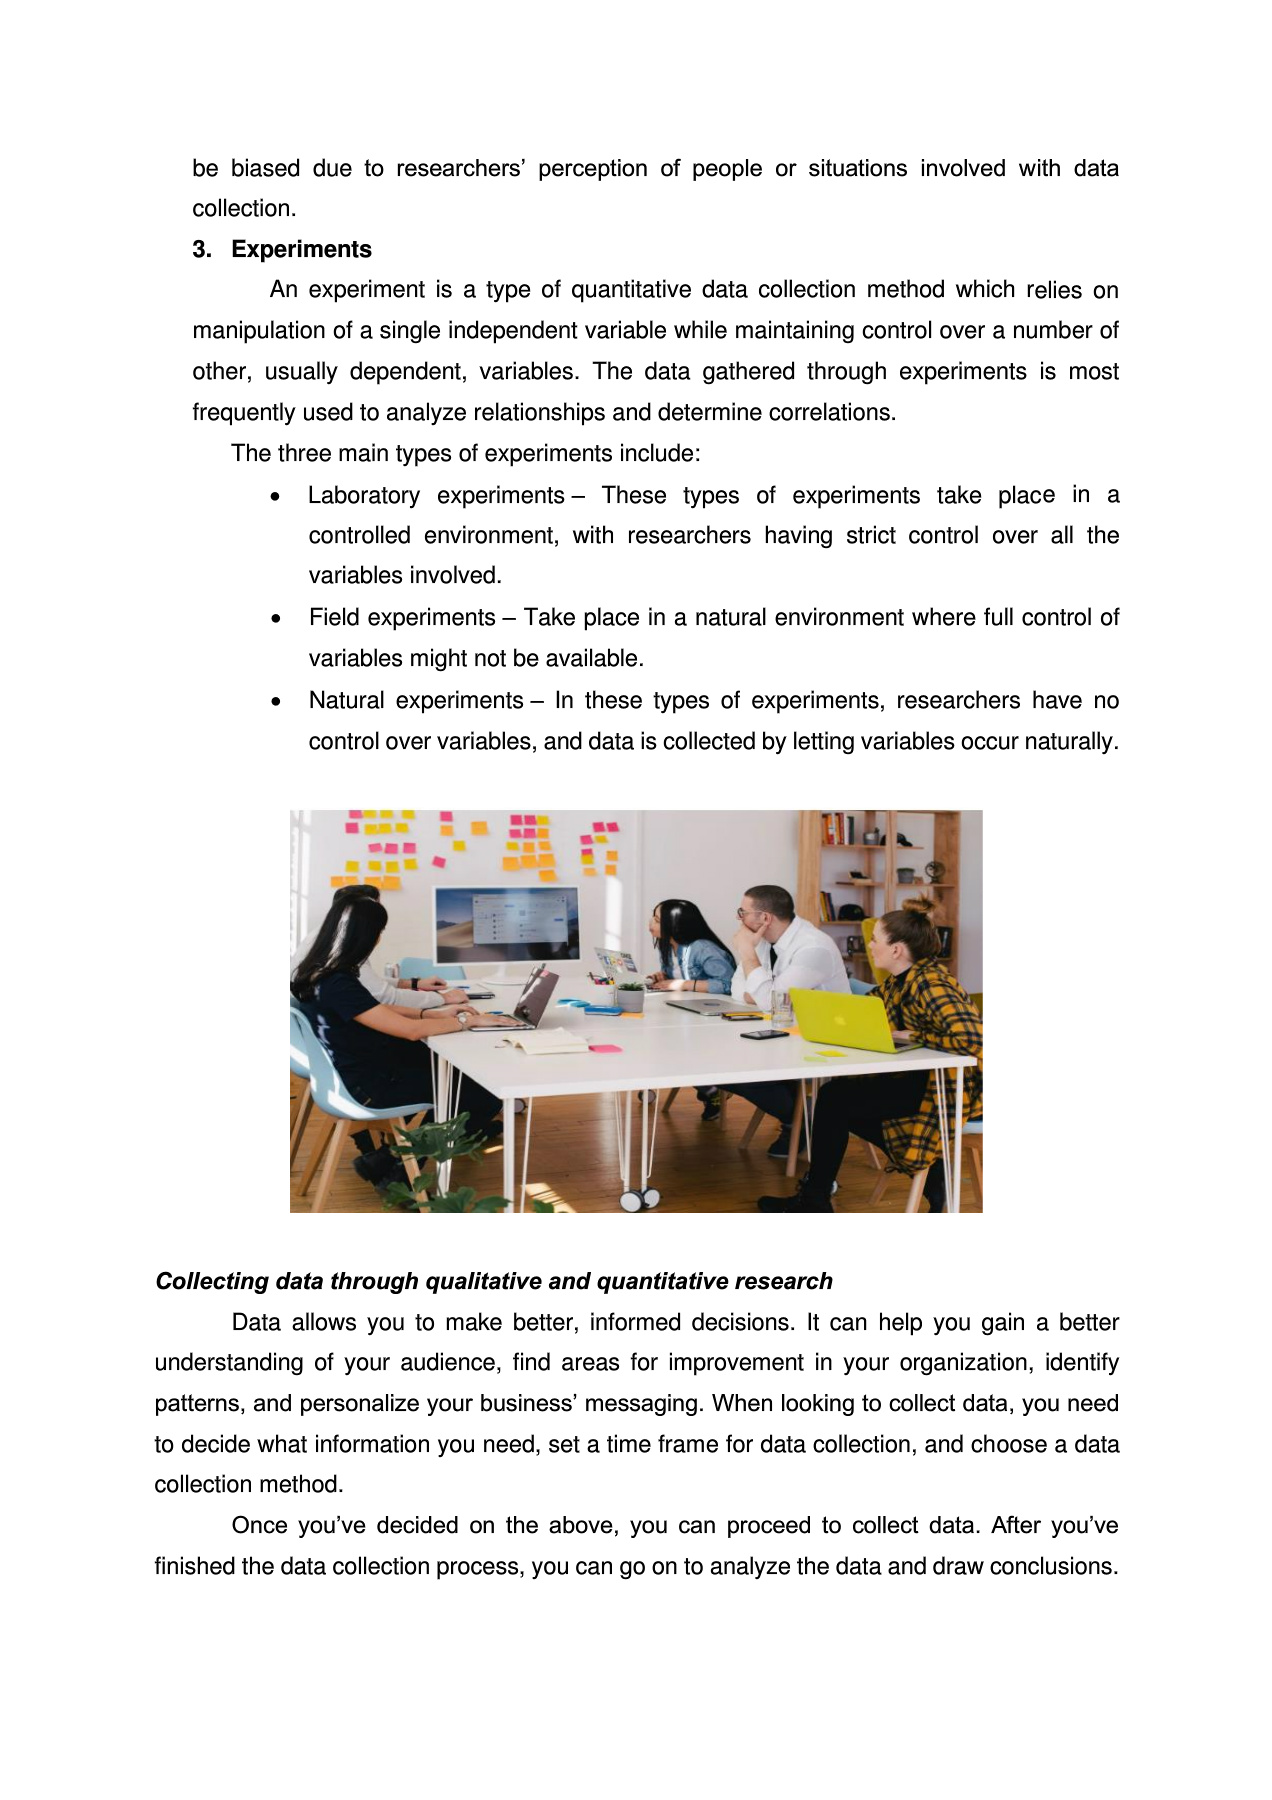 be biased due to researchers’ perception of people or situations involved with data
collection.
3. Experiments
An experiment is a type of quantitative data collection method which relies on
manipulation of a single independent variable while maintaining control over a number of
other, usually dependent, variables. The data gathered through experiments is most
frequently used to analyze relationships and determine correlations.
The three main types of experiments include:
• Laboratory experiments – These types of experiments take place in a
controlled environment, with researchers having strict control over all the
variables involved.
• Field experiments – Take place in a natural environment where full control of
variables might not be available.
• Natural experiments – In these types of experiments, researchers have no
control over variables, and data is collected by letting variables occur naturally.
Collecting data through qualitative and quantitative research
Data allows you to make better, informed decisions. It can help you gain a better
understanding of your audience, find areas for improvement in your organization, identify
patterns, and personalize your business’ messaging. When looking to collect data, you need
to decide what information you need, set a time frame for data collection, and choose a data
collection method.
Once you’ve decided on the above, you can proceed to collect data. After you’ve
finished the data collection process, you can go on to analyze the data and draw conclusions.